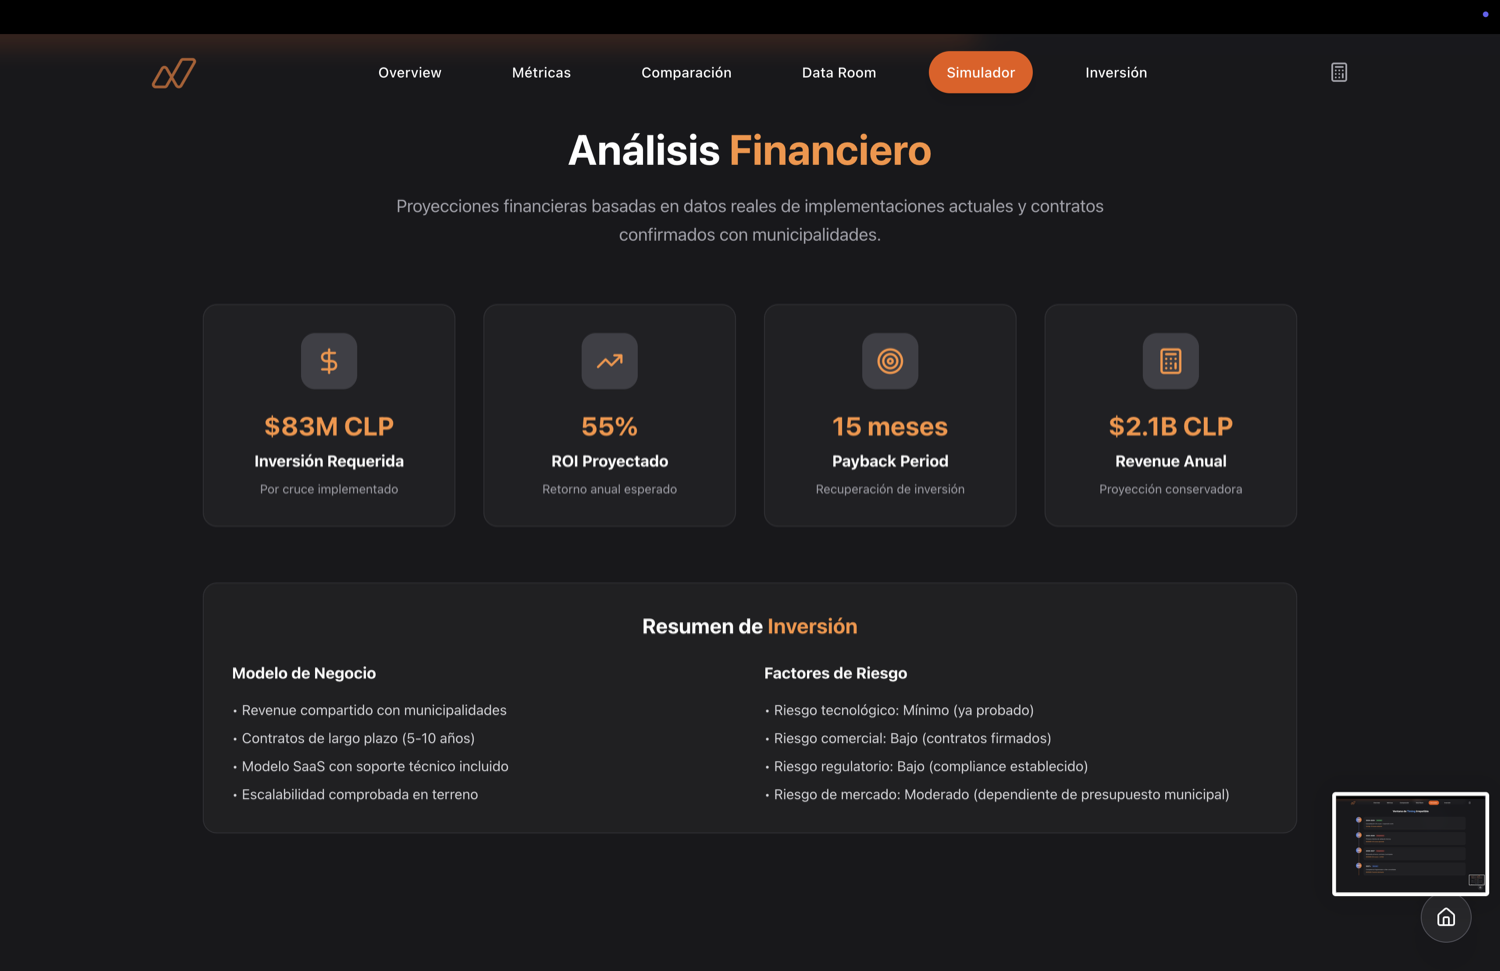 Overview
Métricas
Comparación
Data Room
Simulador
Inversión
Análisis Financiero
Proyecciones financieras basadas en datos reales de implementaciones actuales y contratos
confirmados con municipalidades.
$83M CLP
Inversión Requerida
Por cruce implementado
55%
ROI Proyectado
Retorno anual esperado
15 meses
Payback Period
Recuperación de inversión
$2.1B CLP
Revenue Anual
Proyección conservadora
Resumen de Inversión
Modelo de Negocio
• Revenue compartido con municipalidades
• Contratos de largo plazo (5-10 años)
• Modelo SaaS con soporte técnico incluido
• Escalabilidad comprobada en terreno
Factores de Riesgo
• Riesgo tecnológico: Mínimo (ya probado)
• Riesgo comercial: Bajo (contratos firmados)
• Riesgo regulatorio: Bajo (compliance establecido)
• Riesgo de mercado: Moderado (dependiente de presupuesto municipal)